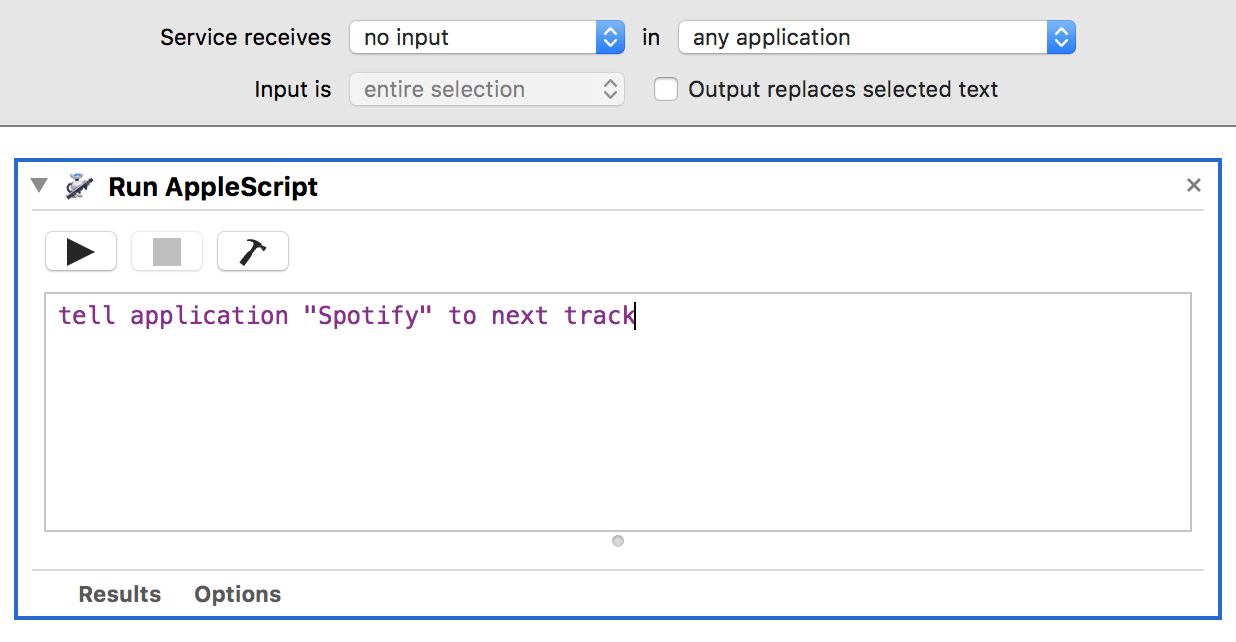 Service receives no input in any application
Input is entire selection Output replaces selected text
Run AppleScript
tell application "Spotify" to next track
Results Options